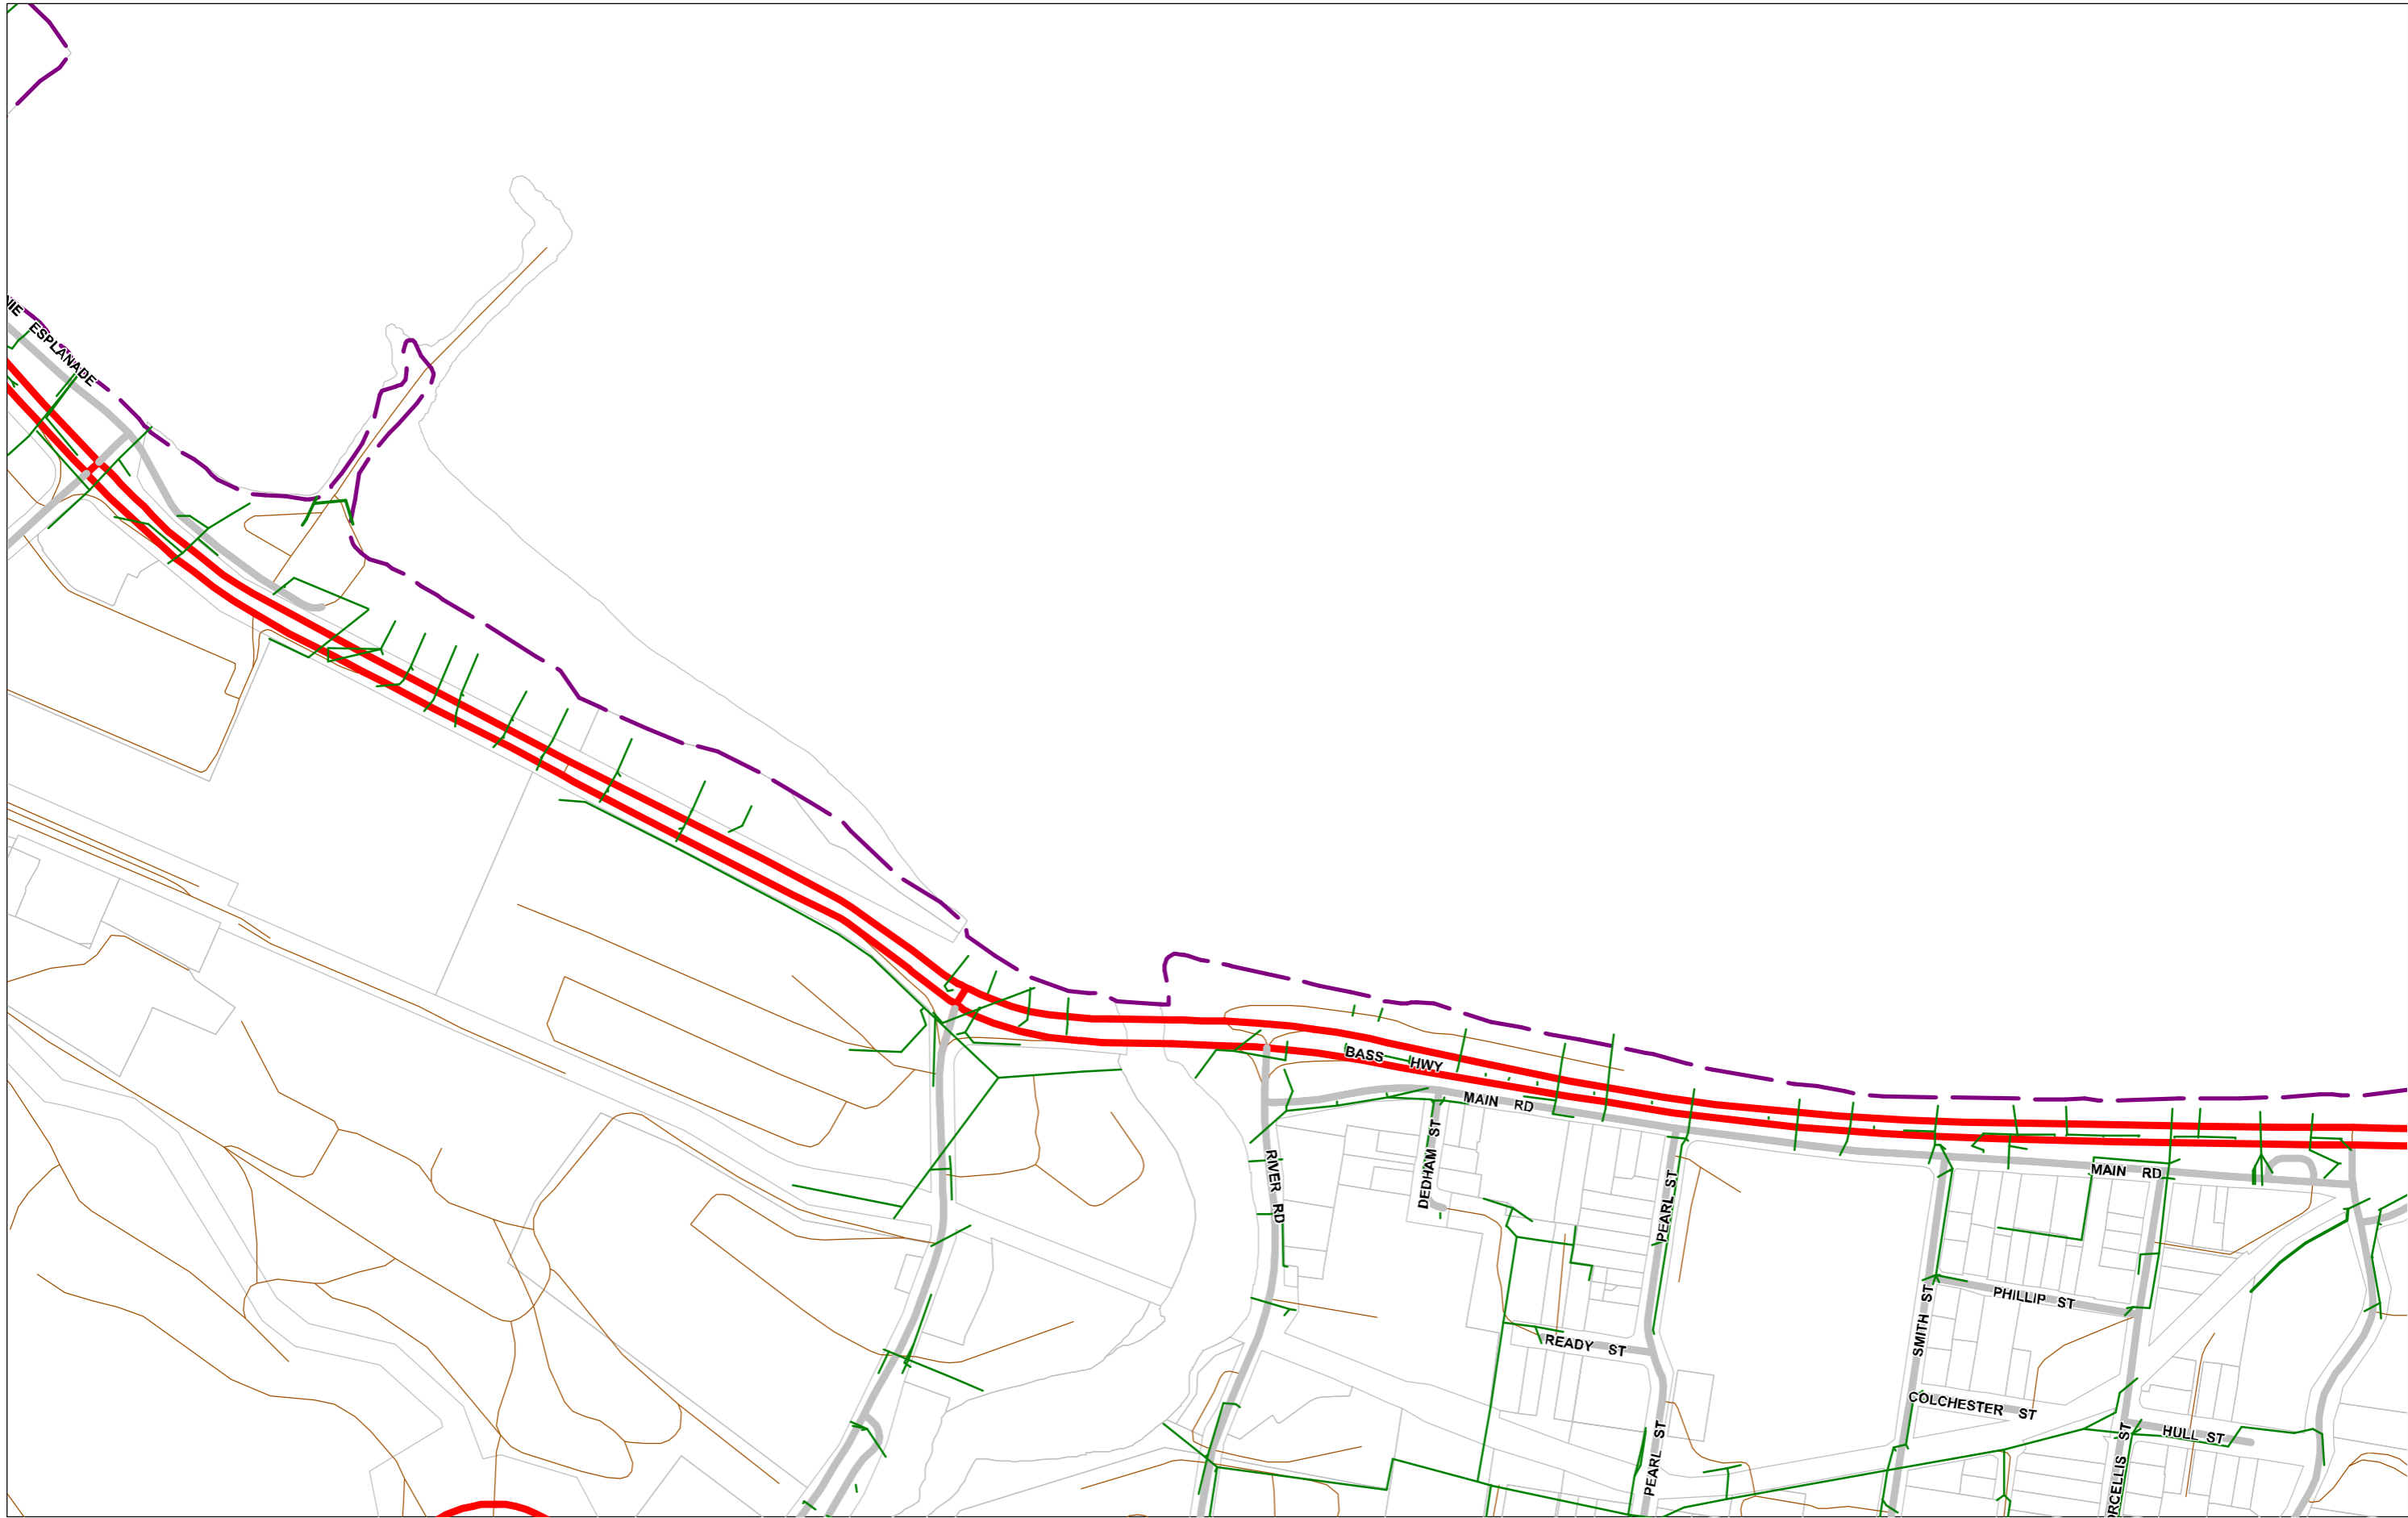 ESPLANADE
BASS HWY
MAIN RD
DEDHAM ST
RIVER RD
PEARL ST
MAIN RD
PHILLIP ST
SMITH ST
READY ST
COLCHESTER ST
HULL ST
PEARL ST
ST